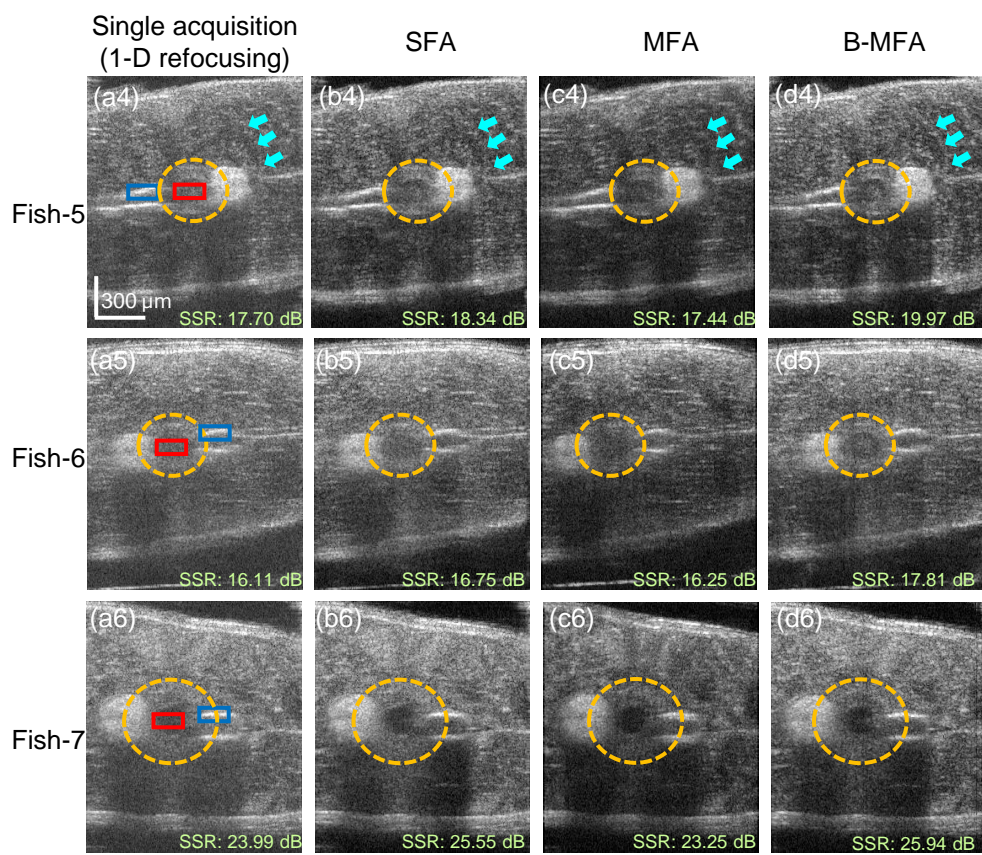 Single acquisition
(1-D refocusing)
SFA
MFA
B-MFA
Fish-5
(a4)
300 µm
SSR: 17.70 dB
(b4)
SSR: 18.34 dB
(c4)
SSR: 17.44 dB
(d4)
SSR: 19.97 dB
Fish-6
(a5)
SSR: 16.11 dB
(b5)
SSR: 16.75 dB
(c5)
SSR: 16.25 dB
(d5)
SSR: 17.81 dB
Fish-7
(a6)
SSR: 23.99 dB
(b6)
SSR: 25.55 dB
(c6)
SSR: 23.25 dB
(d6)
SSR: 25.94 dB